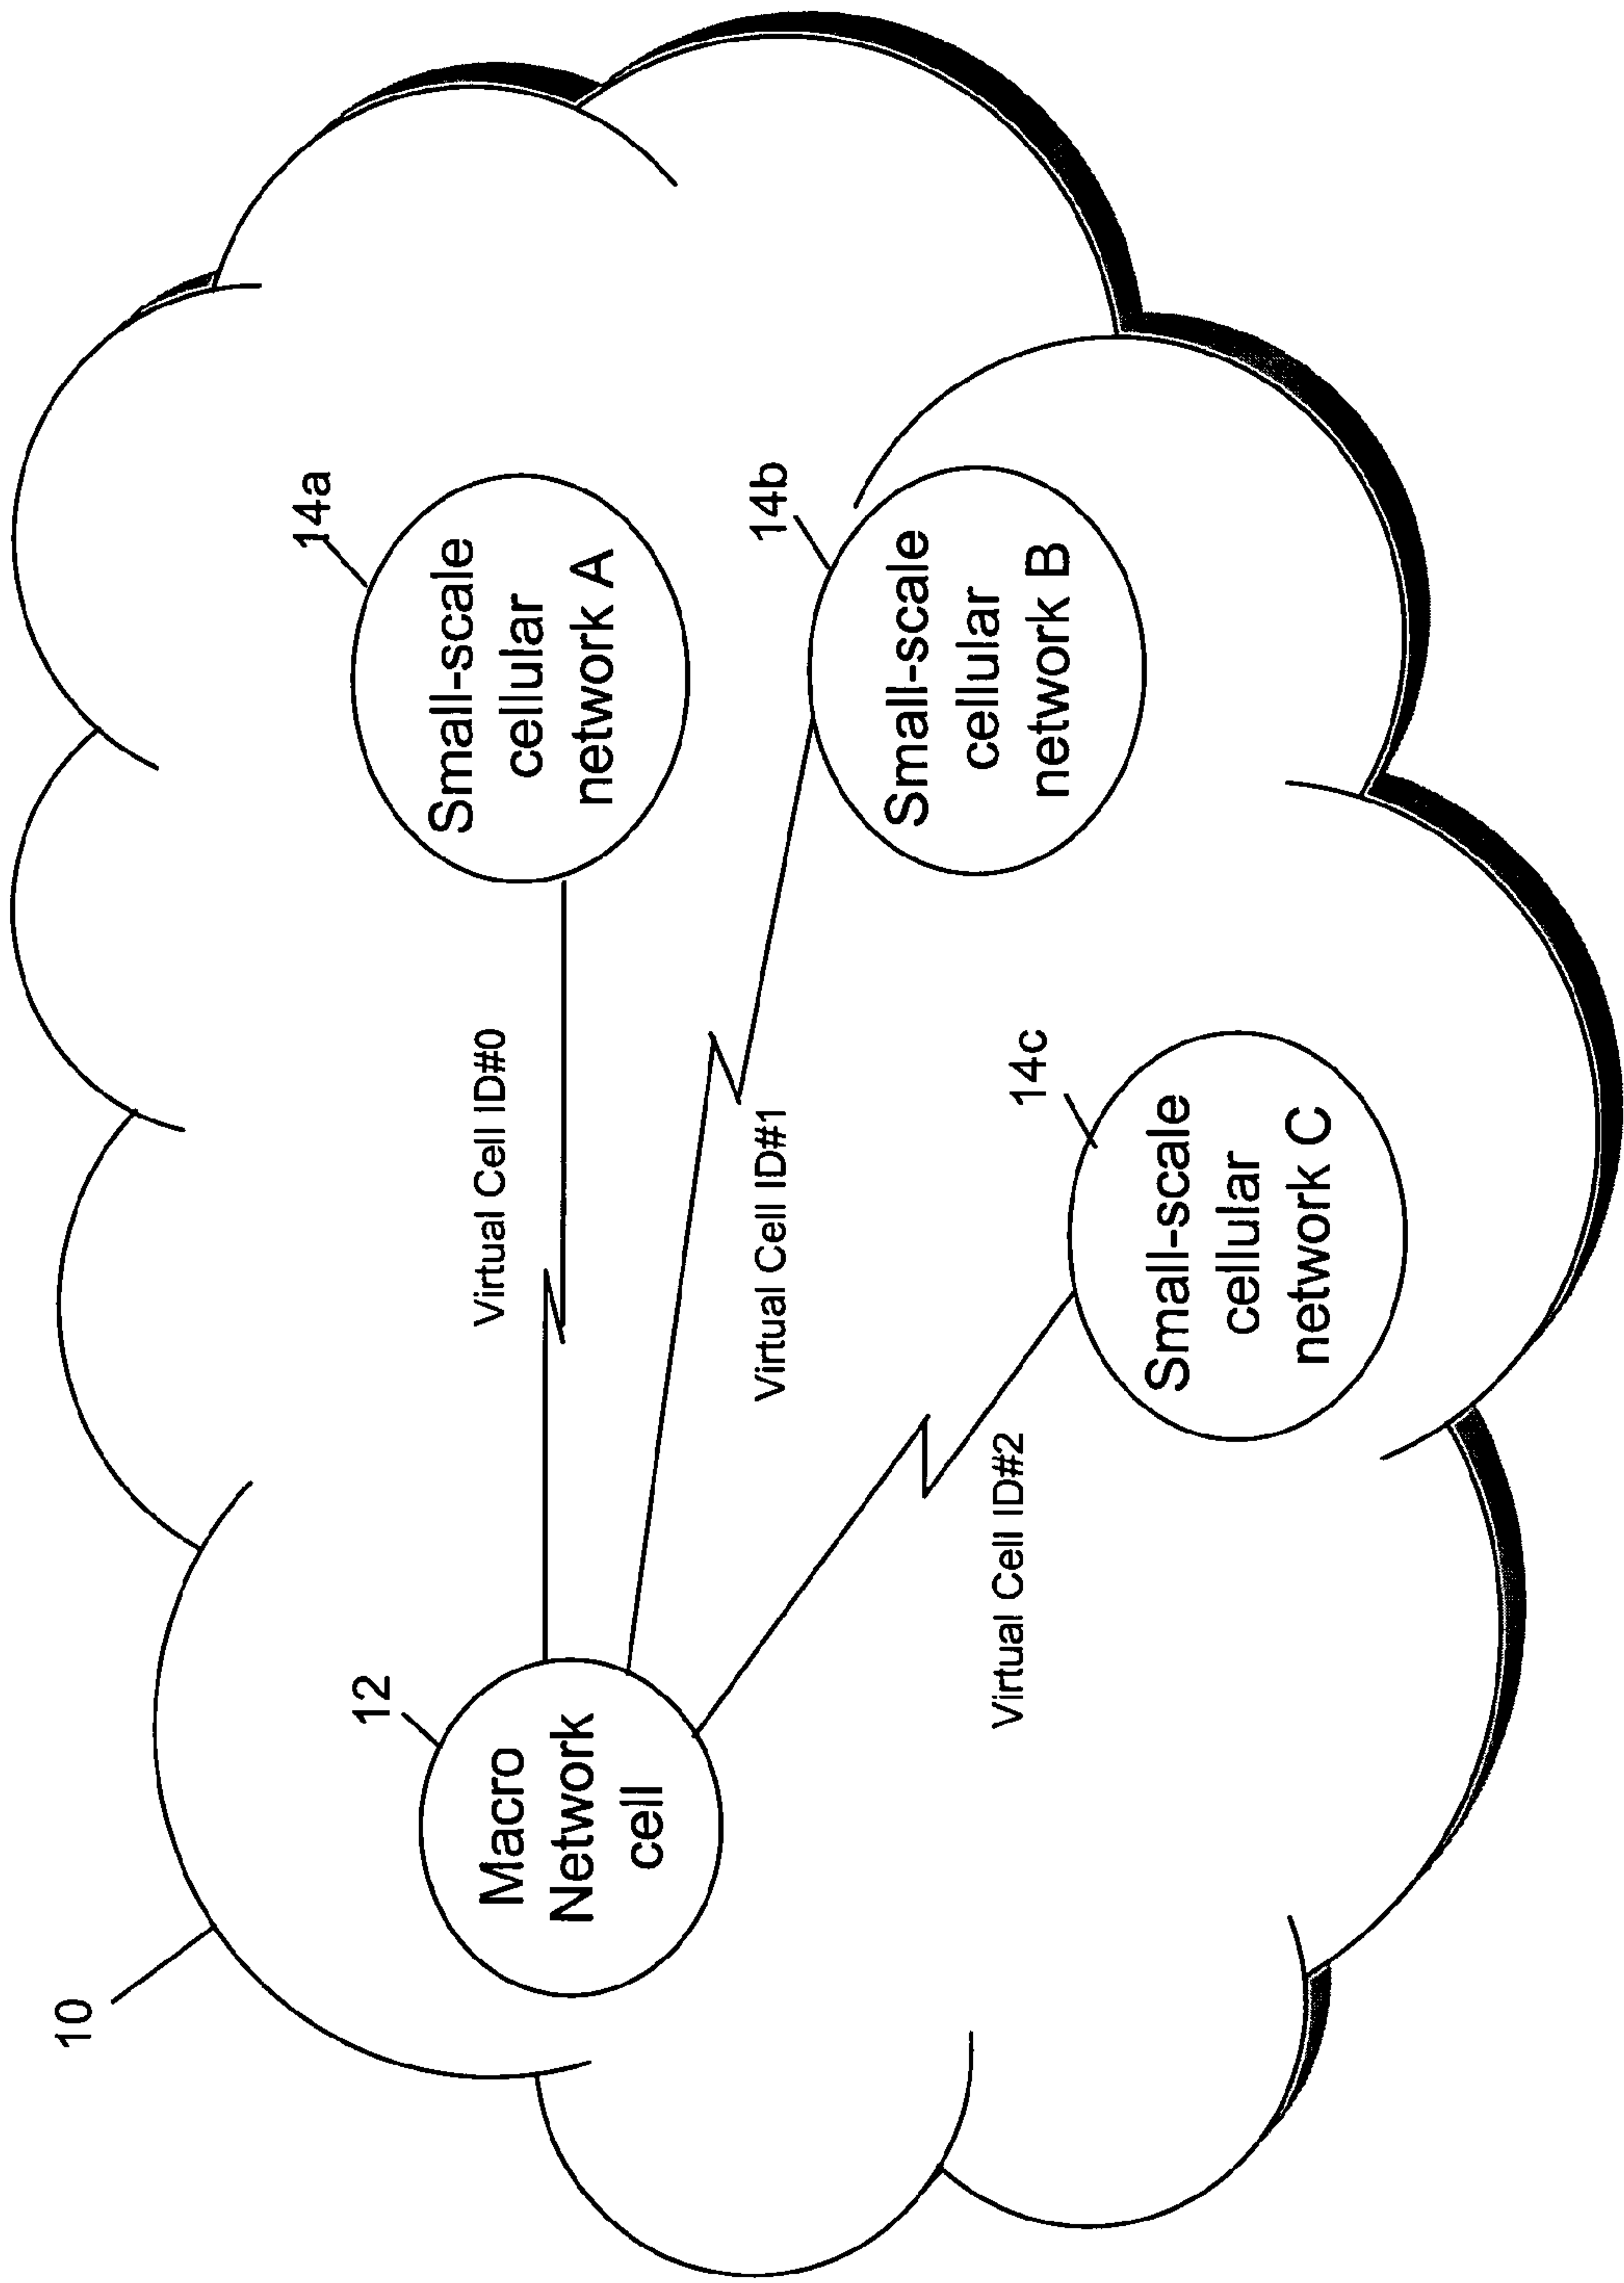 10
12
Macro
Network
cell
Virtual Cell ID#0
Virtual Cell ID#1
Virtual Cell ID#2
14a
Small-scale
cellular
network A
14b
Small-scale
cellular
network B
14c
Small-scale
cellular
network C